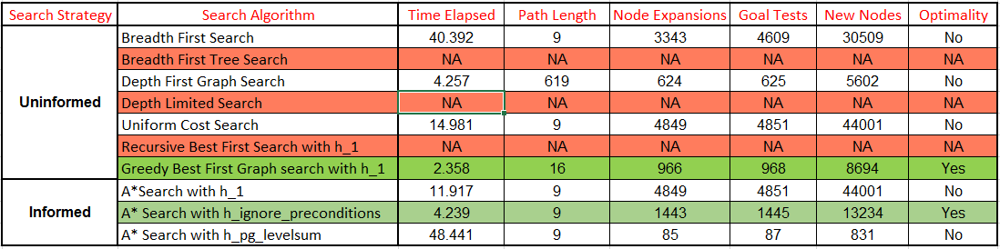 Search Strategy Search Algorithm Time Elapsed Path Length Node Expansions Goal Tests New Nodes Optimality
Breadth First Search 40.392 9 3343 4609 30509 No
Breadth First Tree Search NA NA NA NA NA NA
Depth First Graph Search 4.257 619 624 625 5602 No
Uninformed Depth Limited Search NA NA NA NA NA NA
Uniform Cost Search 14.981 9 4849 4851 44001 No
Recursive Best First Search with h_1 NA NA NA NA NA NA
Greedy Best First Graph search with h_1 2.358 16 966 968 8694 Yes
A*Search with h_1 11.917 9 4849 4851 44001 No
Informed A* Search with h_ignore_preconditions 4.239 9 1443 1445 13234 Yes
A* Search with h_pg_levelsum 48.441 9 85 87 831 No